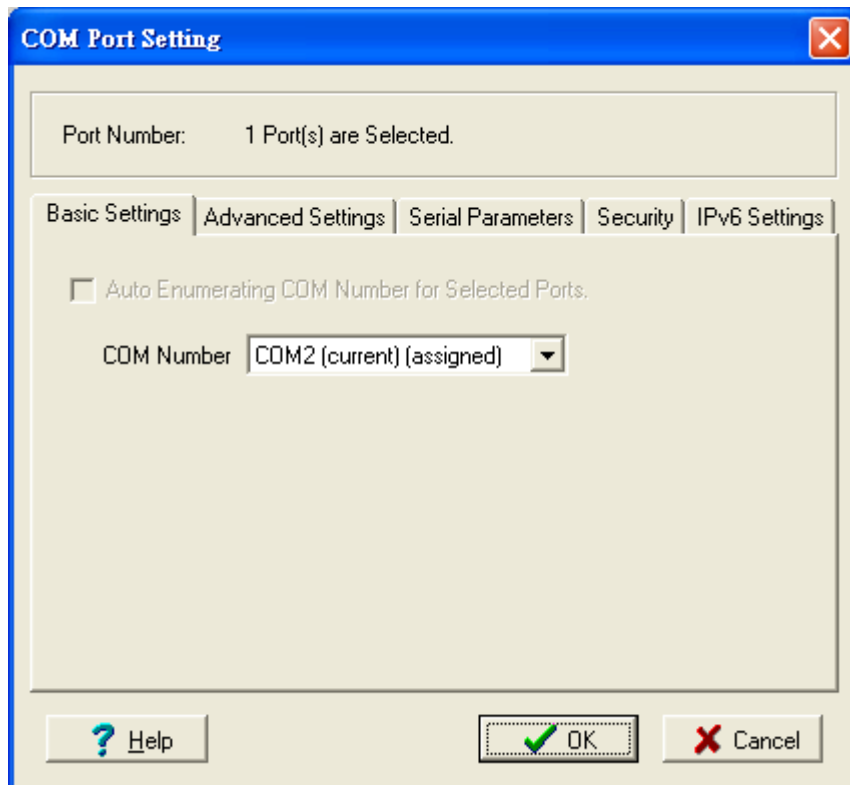 COM Port Setting
Port Number: 1 Port(s) are Selected.
Basic Settings Advanced Settings Serial Parameters Security IPv6 Settings
Auto Enumerating COM Number for Selected Ports.
COM Number COM2 (current) (assigned)
Help OK Cancel